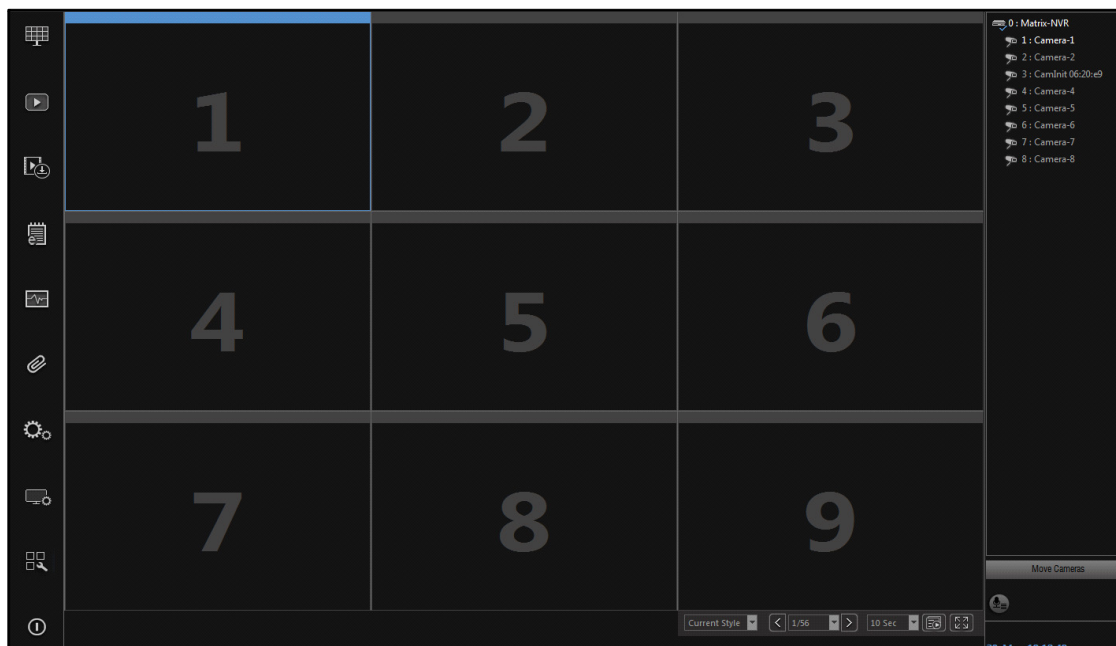 1
2
3
4
5
6
7
8
9
0 : Matrix-NVR
1 : Camera-1
2 : Camera-2
3 : CamInit 06:20:e9
4 : Camera-4
5 : Camera-5
6 : Camera-6
7 : Camera-7
8 : Camera-8
Move Cameras
Current Style
1/56
10 Sec